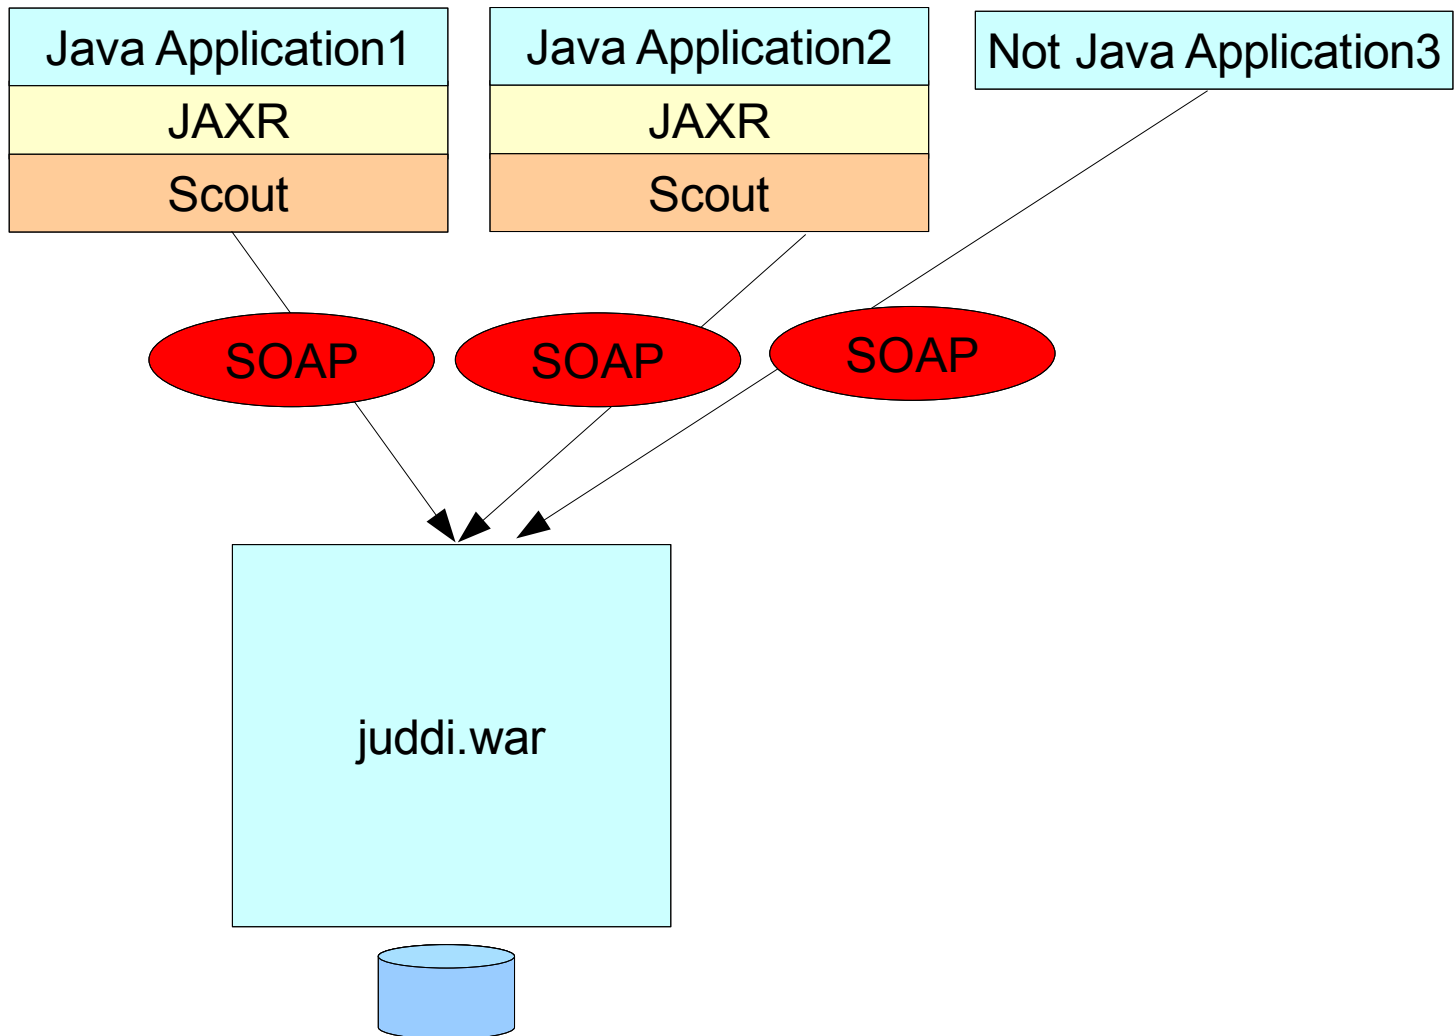 Java Application1
JAXR
Scout
Java Application2
JAXR
Scout
Not Java Application3
SOAP
SOAP
SOAP
juddi.war